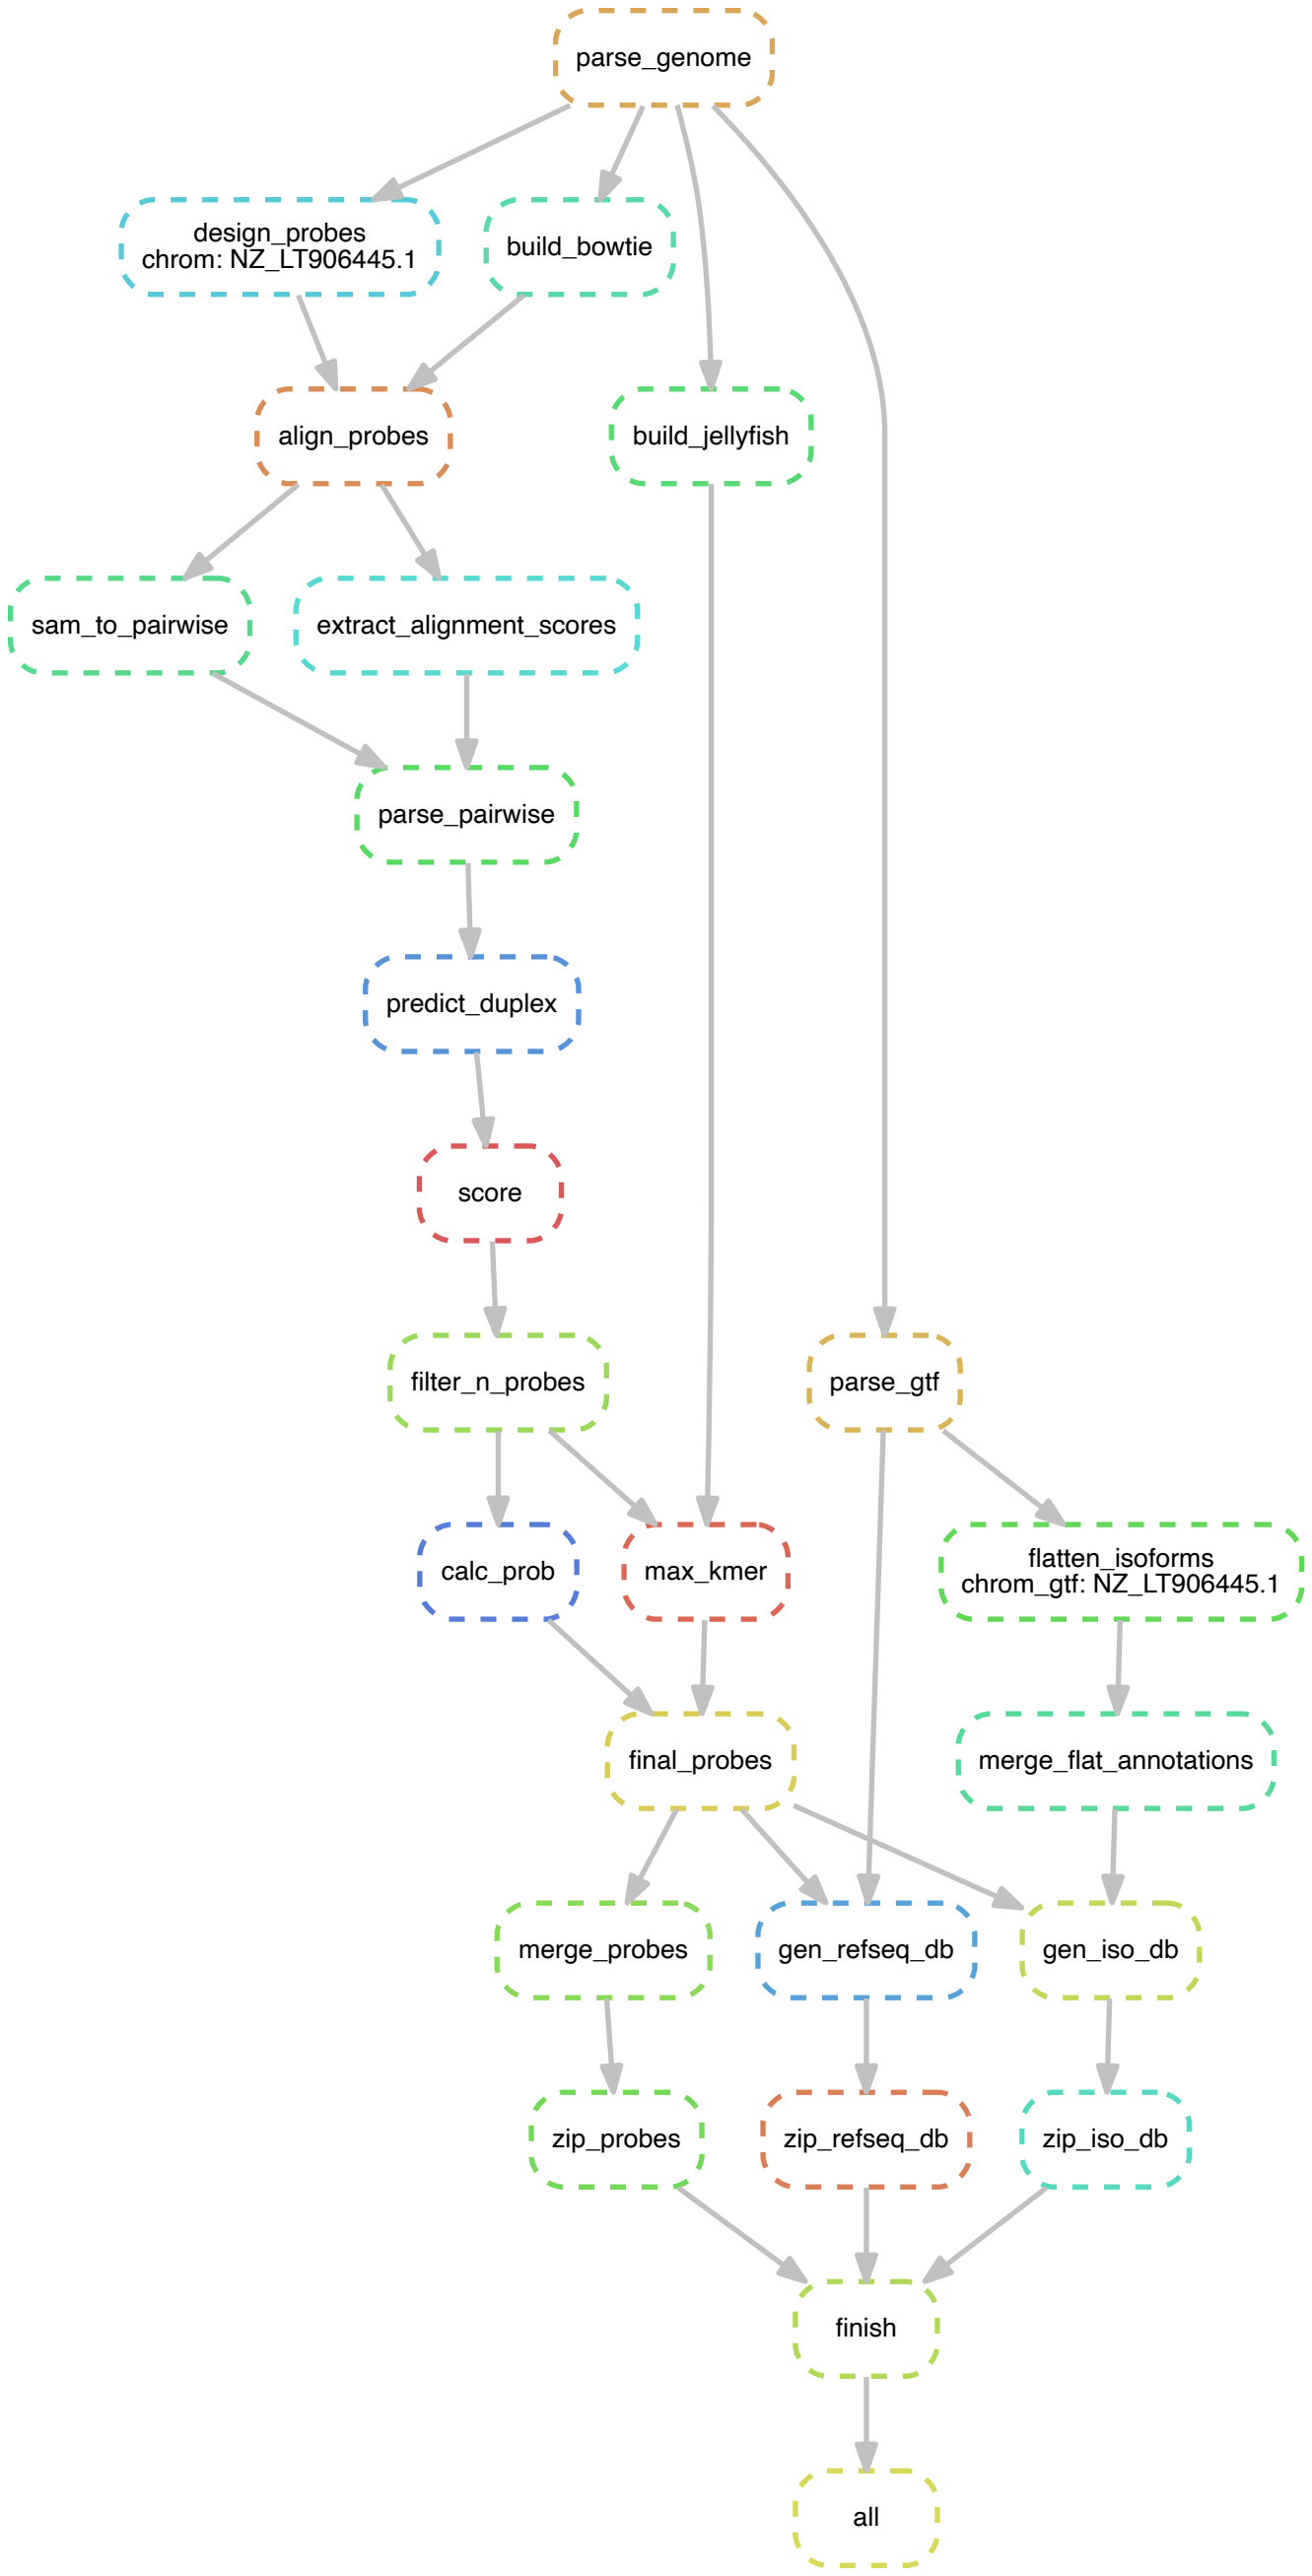 parse_genome
design_probes
chrom: NZ_LT906445.1
build_bowtie
align_probes
build_jellyfish
sam_to_pairwise
extract_alignment_scores
parse_pairwise
predict_duplex
score
filter_n_probes
parse_gtf
calc_prob
max_kmer
flatten_isoforms
chrom_gtf: NZ_LT906445.1
final_probes
merge_flat_annotations
merge_probes
gen_refseq_db
gen_iso_db
zip_probes
zip_refseq_db
zip_iso_db
finish
all